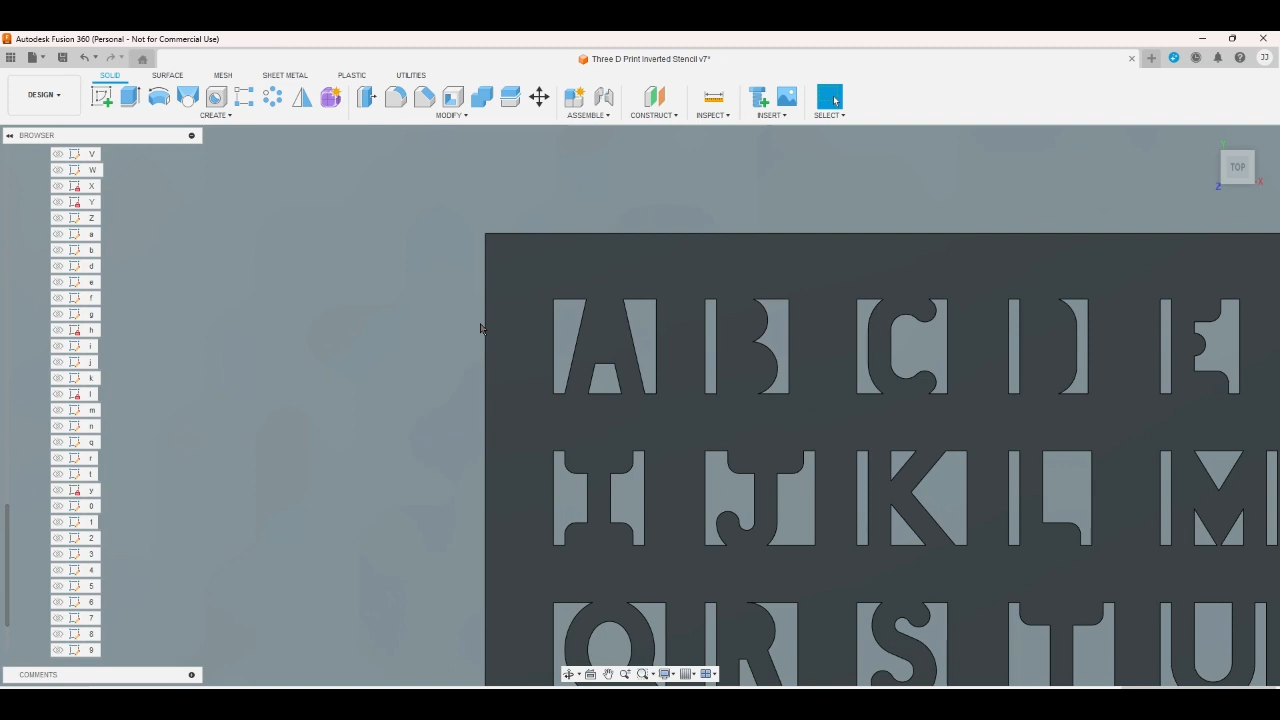 Autodesk Fusion 360 (Personal - Not for Commercial Use)
Three D Print Inverted Stencil v7*
JJ
SOLID SURFACE MESH SHEET METAL PLASTIC UTILITIES
DESIGN
CREATE MODIFY ASSEMBLE CONSTRUCT INSPECT INSERT SELECT
BROWSER
V
W
X
Y
Z
a
b
d
e
f
g
h
i
j
k
l
m
n
q
r
t
y
0
1
2
3
4
5
6
7
8
9
COMMENTS
Y
TOP
Z X
A B C D E
I J K L M
Q R S T U